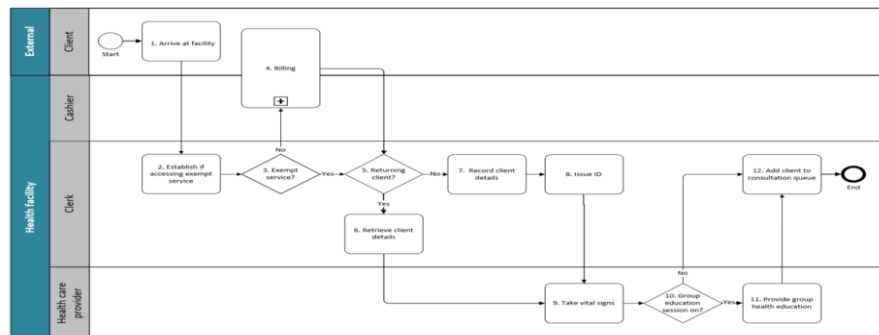 External
Client
Start
1. Arrive at facility
4. Billing
Health facility
Cashier
Clerk
2. Establish if
accessing exempt
service
No
3. Exempt
service?
Yes
5. Returning
client?
No
7. Record client
details
8. Issue ID
12. Add client to
consultation queue
End
Yes
6. Retrieve client
details
Health care
provider
9. Take vital signs
No
10. Group
education
session on?
Yes
11. Provide group
health education